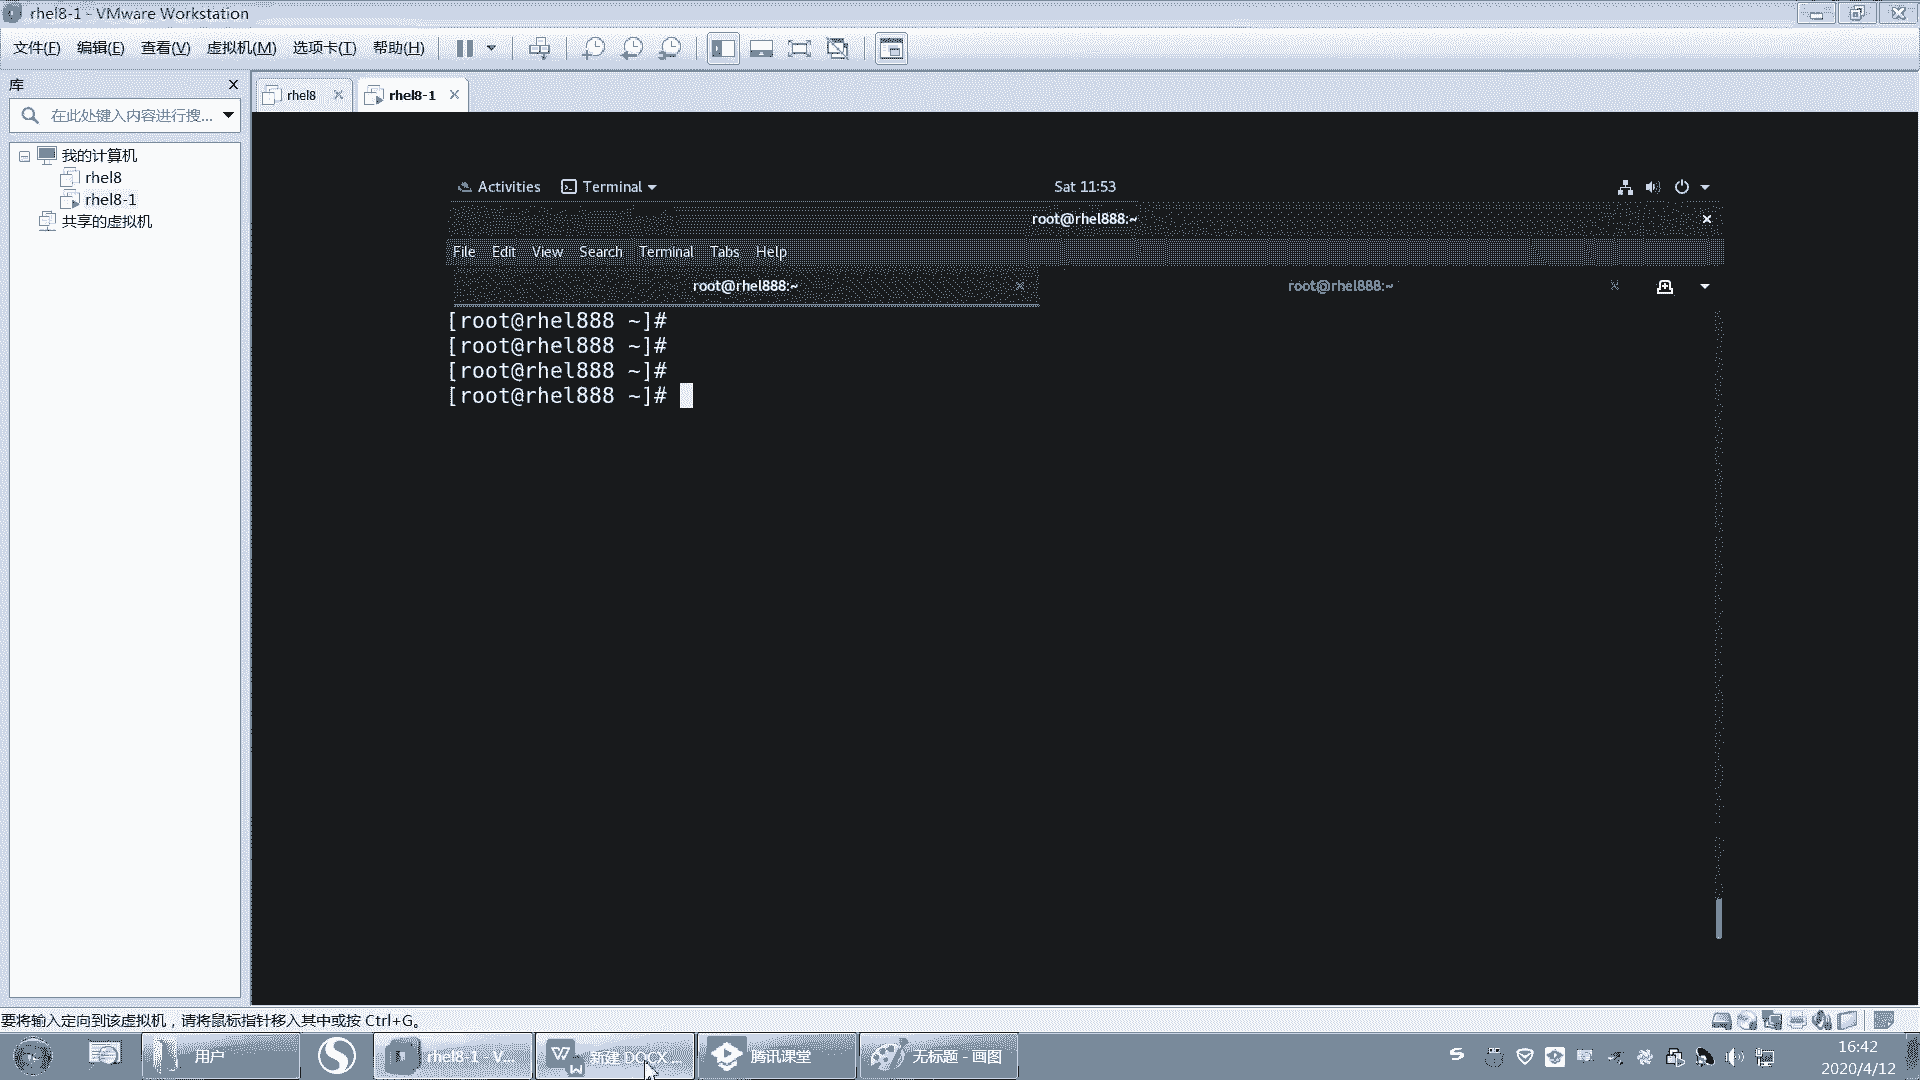 rhel8-1 - VMware Workstation
文件(F) 编辑(E) 查看(V) 虚拟机(M) 选项卡(T) 帮助(H)
库
在此处键入内容进行搜...
我的计算机
rhel8
rhel8-1
共享的虚拟机
rhel8
rhel8-1
Activities Terminal Sat 11:53
root@rhel888:~
File Edit View Search Terminal Tabs Help
root@rhel888:~ root@rhel888:~
[root@rhel888 ~]#
[root@rhel888 ~]#
[root@rhel888 ~]#
[root@rhel888 ~]#
要将输入定向到该虚拟机，请将鼠标指针移入其中或按 Ctrl+G。
用户 rhel8-1 - V... 新建 DOCX ... 腾讯课堂 无标题 - 画图
16:42
2020/4/12